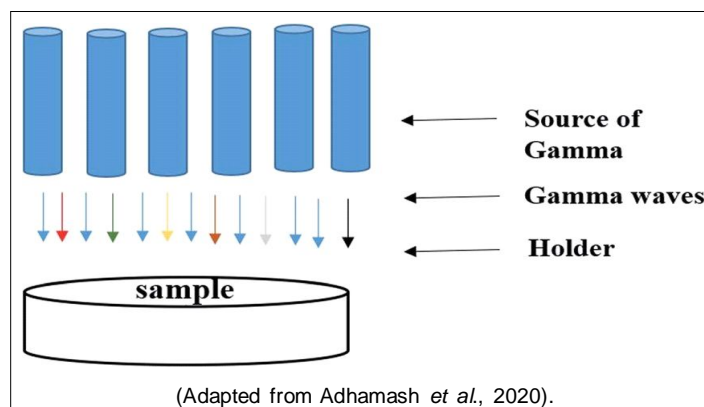 Source of
Gamma
Gamma waves
Holder
sample
(Adapted from Adhamash et al., 2020).